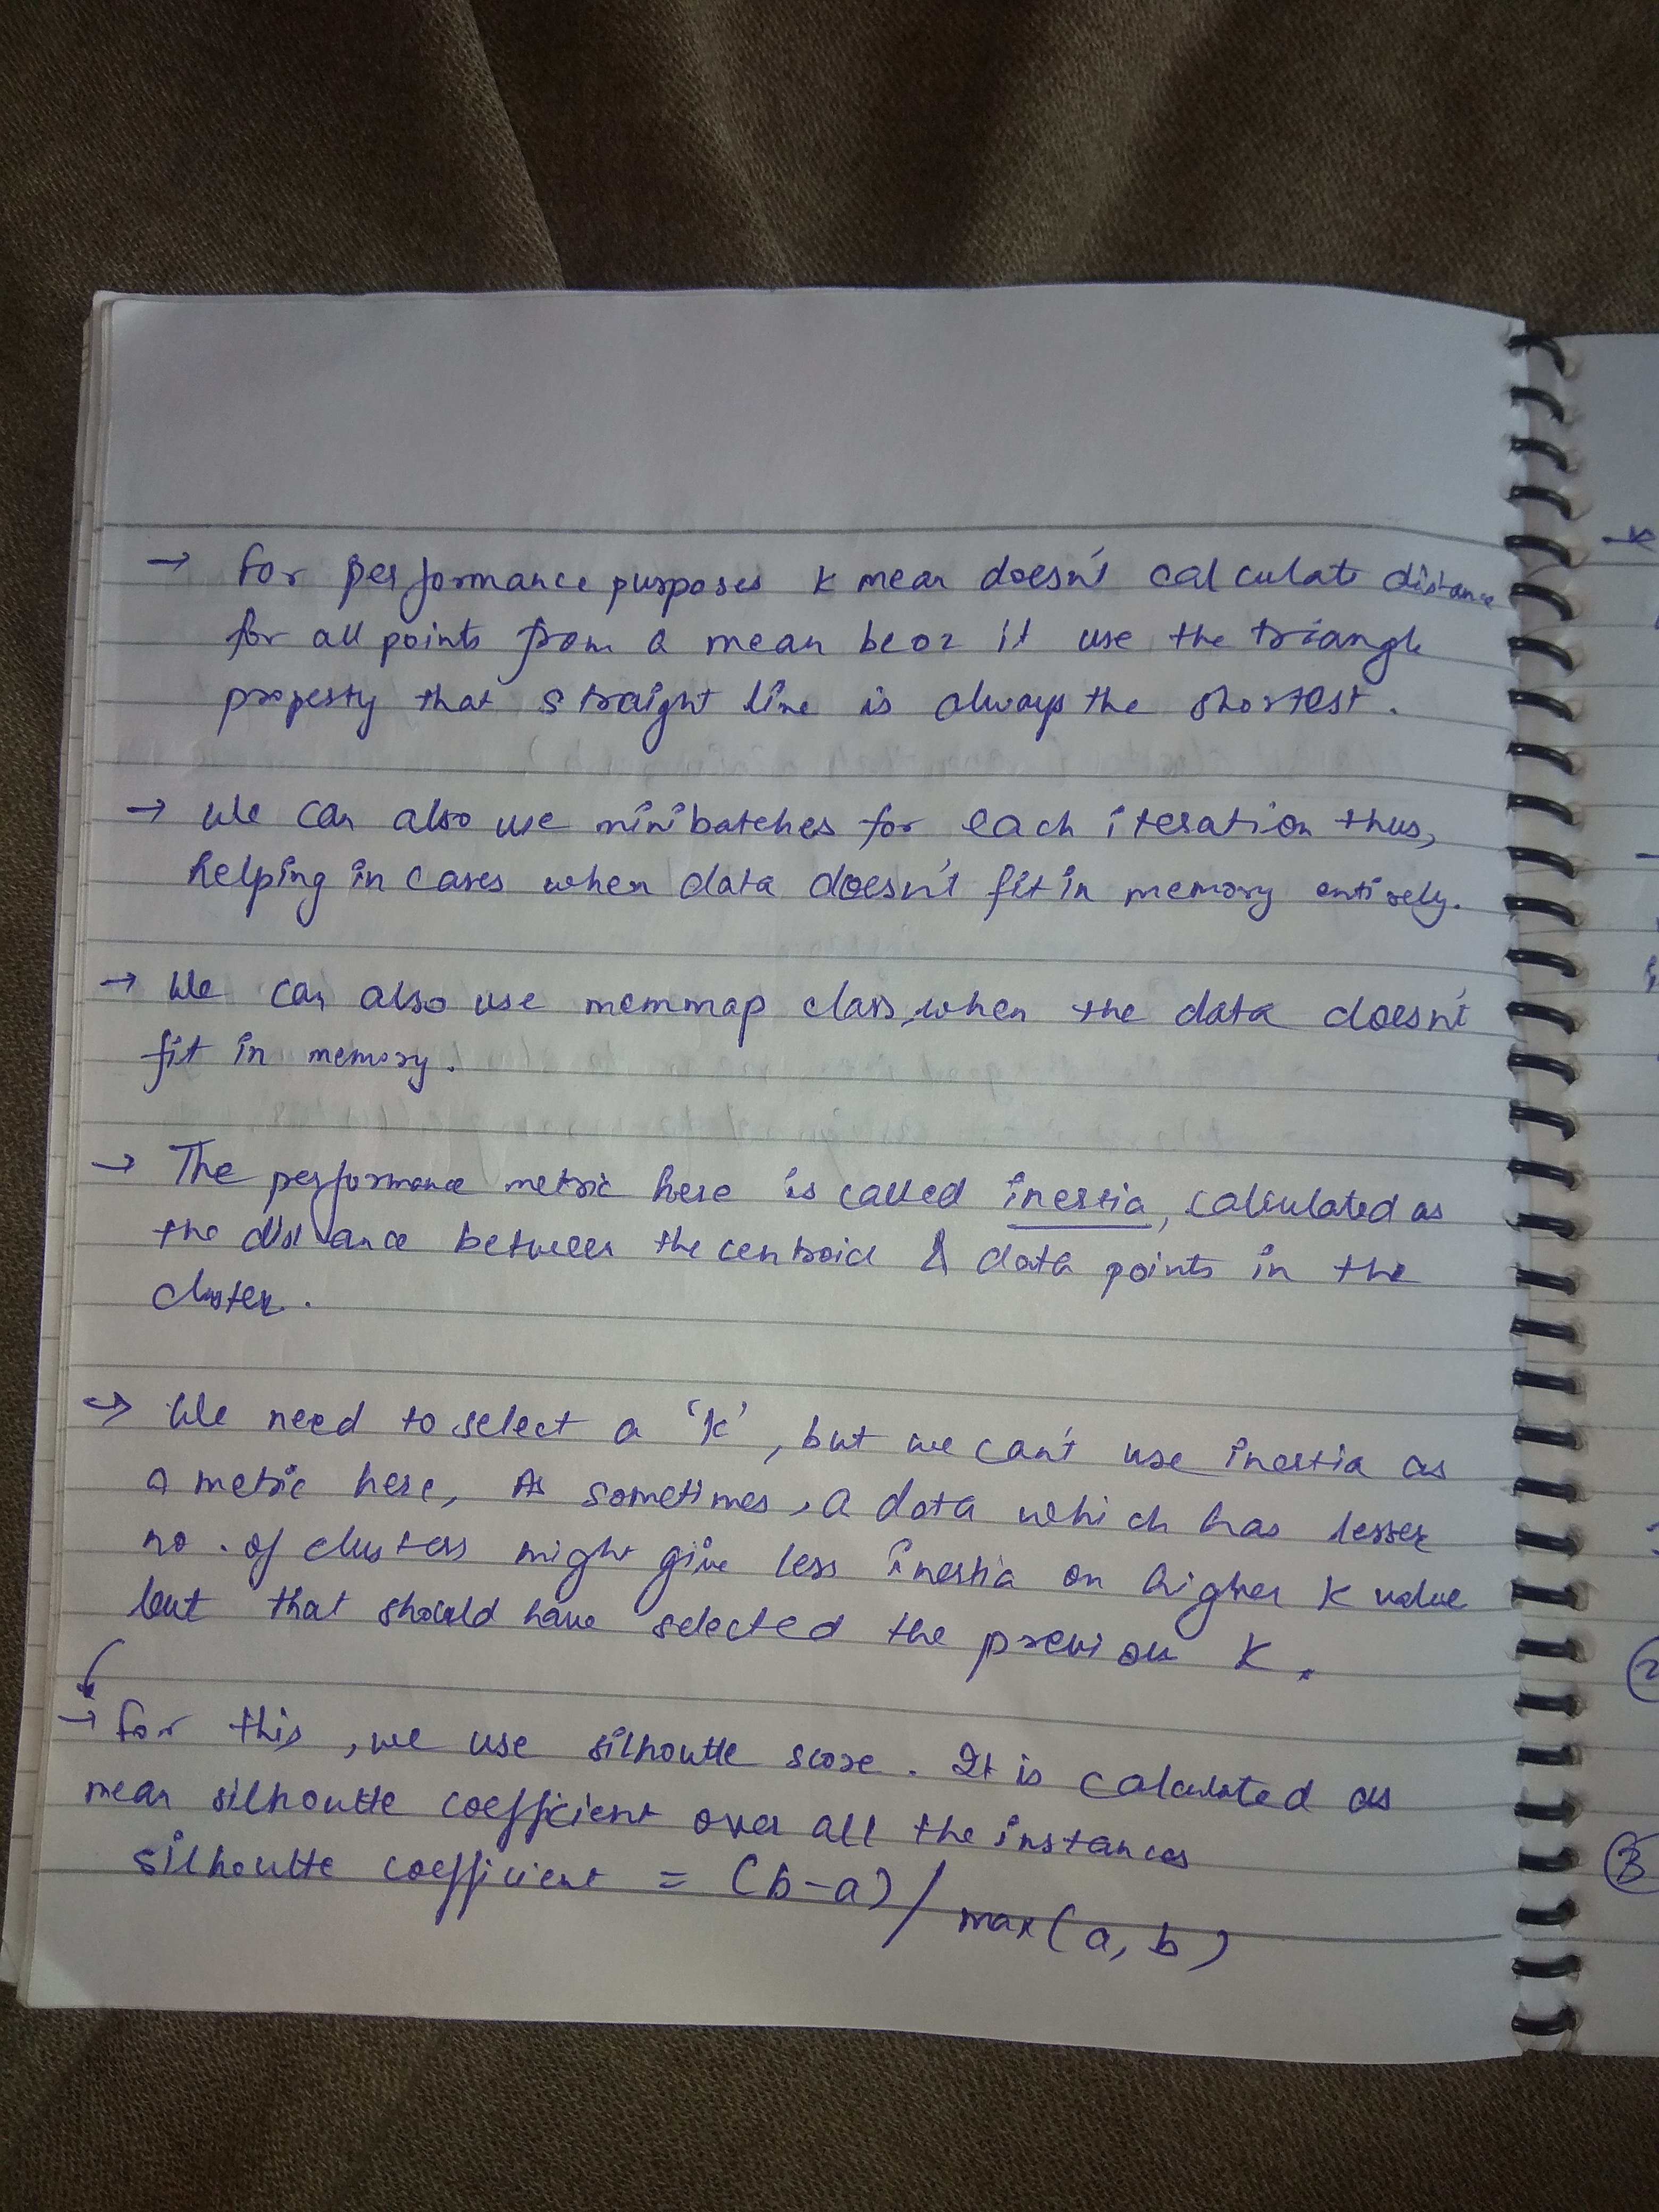 → For performance purposes k mean doesn't calculate distance
for all points from a mean becoz it use the triangle
property that straight line is always the shortest.
→ We can also use minibatches for each iteration thus,
helping in cases when data doesn't fit in memory entirely.
→ We can also use memmap class, when the data doesn't
fit in memory.
→ The performance metric here is called inertia, calculated as
the distance between the centroid & data points in the
cluster.
→ We need to select a 'k', but we can't use inertia as
a metric here, As sometimes, a data which has lesser
no. of clusters might give less inertia on higher k value
but that should have selected the previous k.
→ for this, we use silhoutte score. It is calculated as
mean silhoutte coefficient over all the instances
silhoutte coefficient = (b-a)/max(a, b)
3